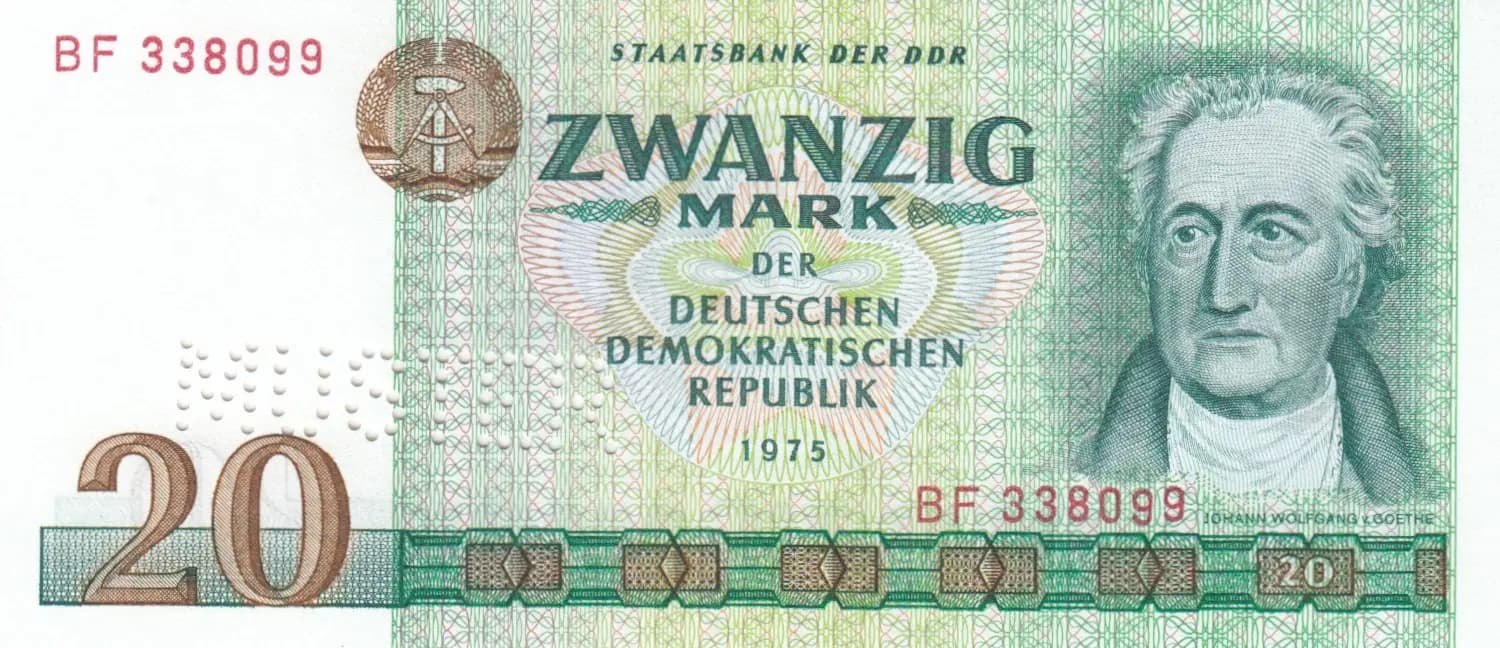 BF 338099
STAATSBANK DER DDR
ZWANZIG
MARK
DER
DEUTSCHEN
DEMOKRATISCHEN
REPUBLIK
1975
MUSTER
20
BF 338099
JOHANN WOLFGANG v.GOETHE
20